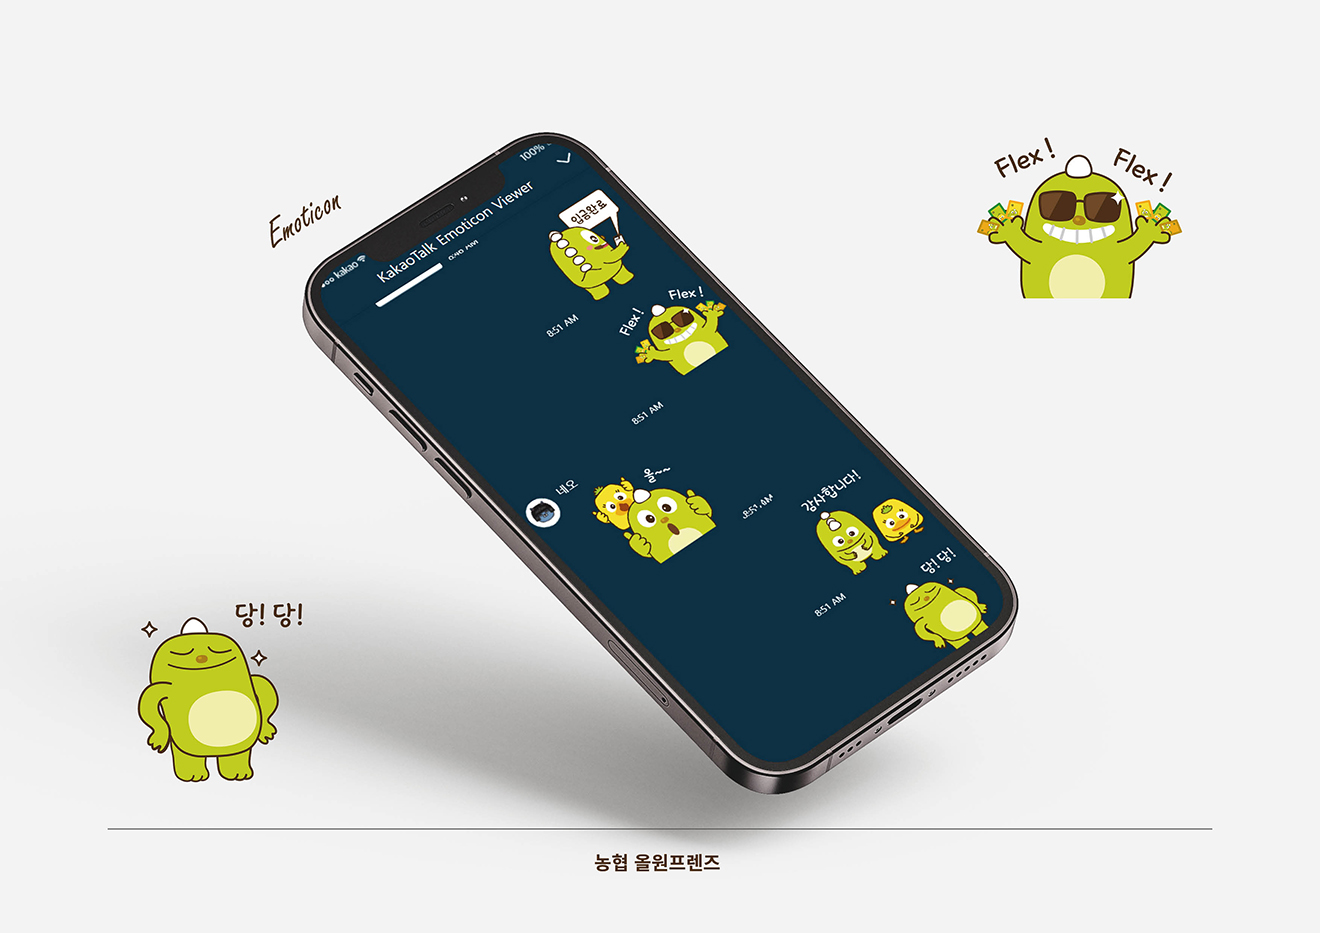 Emoticon
kakao
100%
KakaoTalk Emoticon Viewer
입금완료
8:51 AM
Flex !
Flex !
8:51 AM
네오
올~~
8:51 AM
감사합니다!
8:51 AM
당! 당!
Flex !
Flex !
당! 당!
농협 올원프렌즈